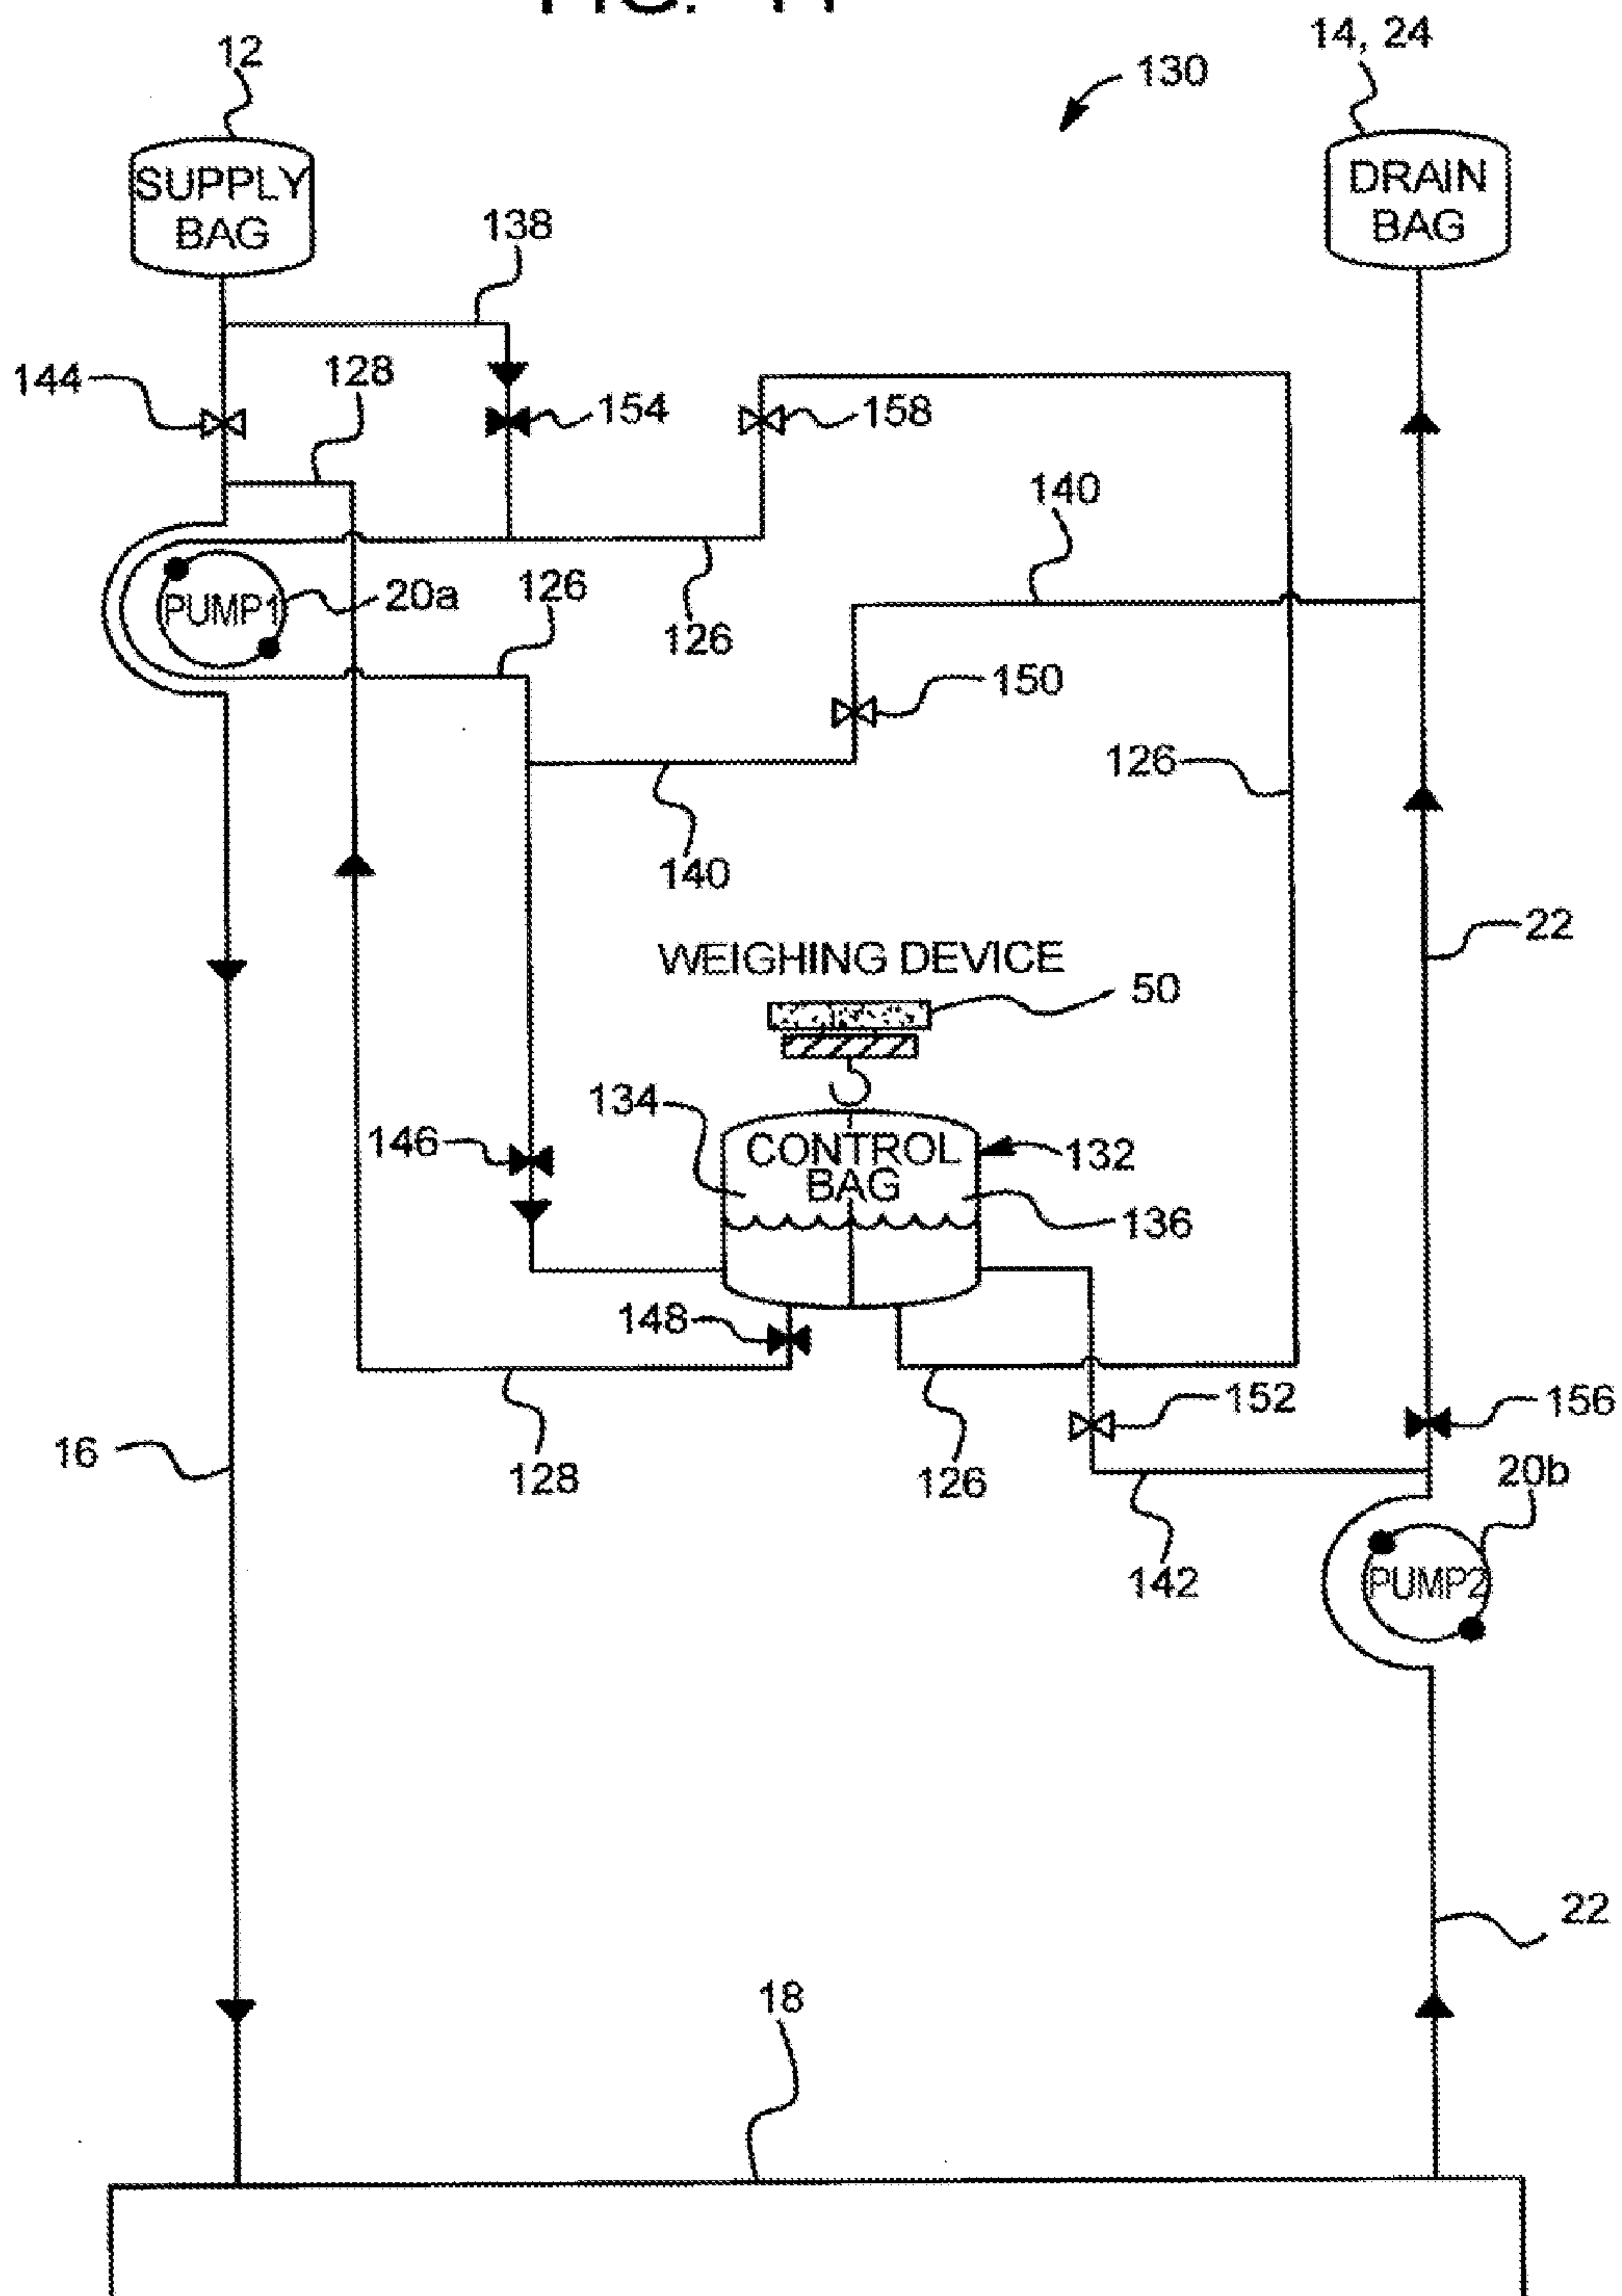 12
14, 24
130
SUPPLY
BAG
DRAIN
BAG
138
144
128
154
158
140
PUMP1
20a
126
126
150
126
140
22
WEIGHING DEVICE
50
134
CONTROL
BAG
132
146
136
148
152
156
16
128
126
20b
142
PUMP2
22
18